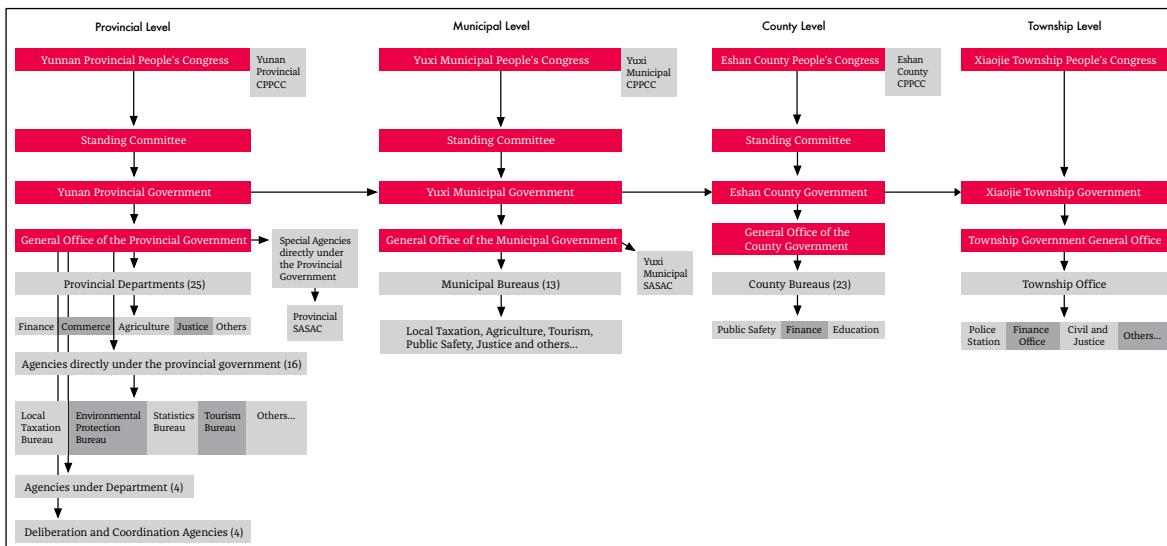 Provincial Level
Municipal Level
County Level
Township Level
Yunnan Provincial People's Congress
Yunan
Provincial
CPPCC
Yuxi Municipal People's Congress
Yuxi
Municipal
CPPCC
Eshan County People's Congress
Eshan
County
CPPCC
Xiaojie Township People's Congress
Standing Committee
Standing Committee
Standing Committee
Yunan Provincial Government
Yuxi Municipal Government
Eshan County Government
Xiaojie Township Government
General Office of the Provincial Government
Special Agencies
directly under
the Provincial
Government
General Office of the Municipal Government
Yuxi
Municipal
SASAC
General Office of the
County Government
Township Government General Office
Provincial Departments (25)
Provincial
SASAC
Municipal Bureaus (13)
County Bureaus (23)
Township Office
Finance
Commerce
Agriculture
Justice
Others
Local Taxation, Agriculture, Tourism,
Public Safety, Justice and others...
Public Safety
Finance
Education
Police
Station
Finance
Office
Civil and
Justice
Others...
Agencies directly under the provincial government (16)
Local
Taxation
Bureau
Environmental
Protection
Bureau
Statistics
Bureau
Tourism
Bureau
Others...
Agencies under Department (4)
Deliberation and Coordination Agencies (4)